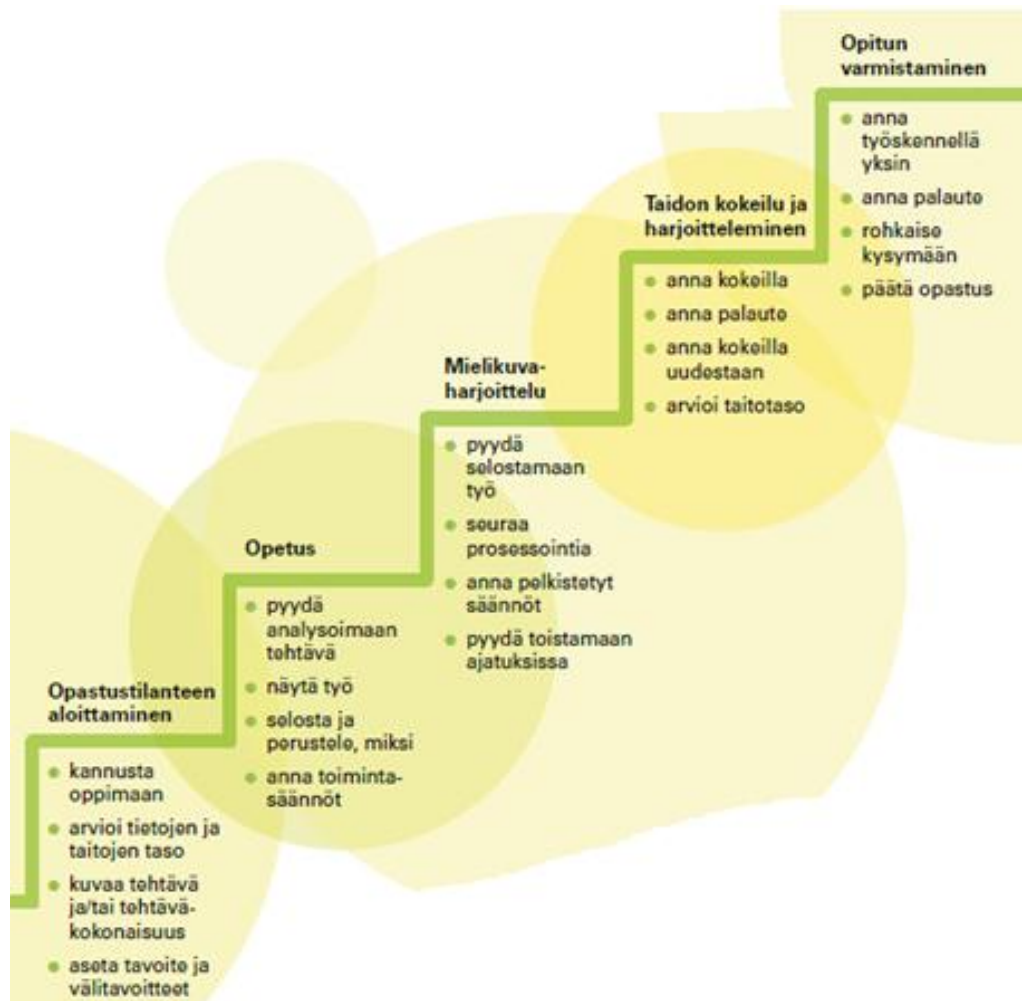 Opastustilanteen
aloittaminen
kannusta
oppimaan
arvioi tietojen ja
taitojen taso
kuvaa tehtävä
ja/tai tehtävä-
kokonaisuus
aseta tavoite ja
välitavoitteet
Opetus
pyydä
analysoimaan
tehtävä
näytä työ
selosta ja
perustele, miksi
anna toiminta-
säännöt
Mielikuva-
harjoittelu
pyydä
selostamaan
työ
seuraa
prosessointia
anna pelkistetyt
säännöt
pyydä toistamaan
ajatuksissa
Taidon kokeilu ja
harjoitteleminen
anna kokeilla
anna palaute
anna kokeilla
uudestaan
arvioi taitotaso
Opitun
varmistaminen
anna
työskennellä
yksin
anna palaute
rohkaise
kysymään
päätä opastus